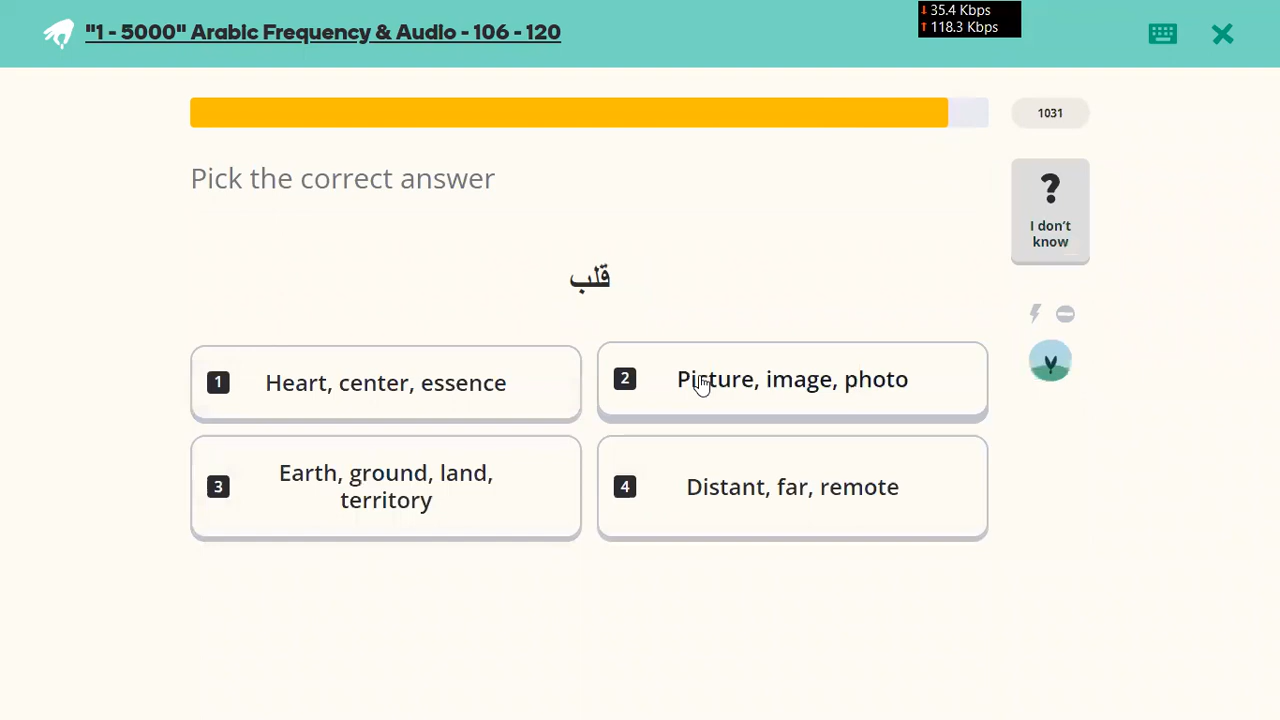 "1 - 5000" Arabic Frequency & Audio - 106 - 120
↓ 35.4 Kbps
↑ 118.3 Kbps
1031
Pick the correct answer
?
I don't
know
قلب
1 Heart, center, essence
2 Picture, image, photo
3 Earth, ground, land,
territory
4 Distant, far, remote